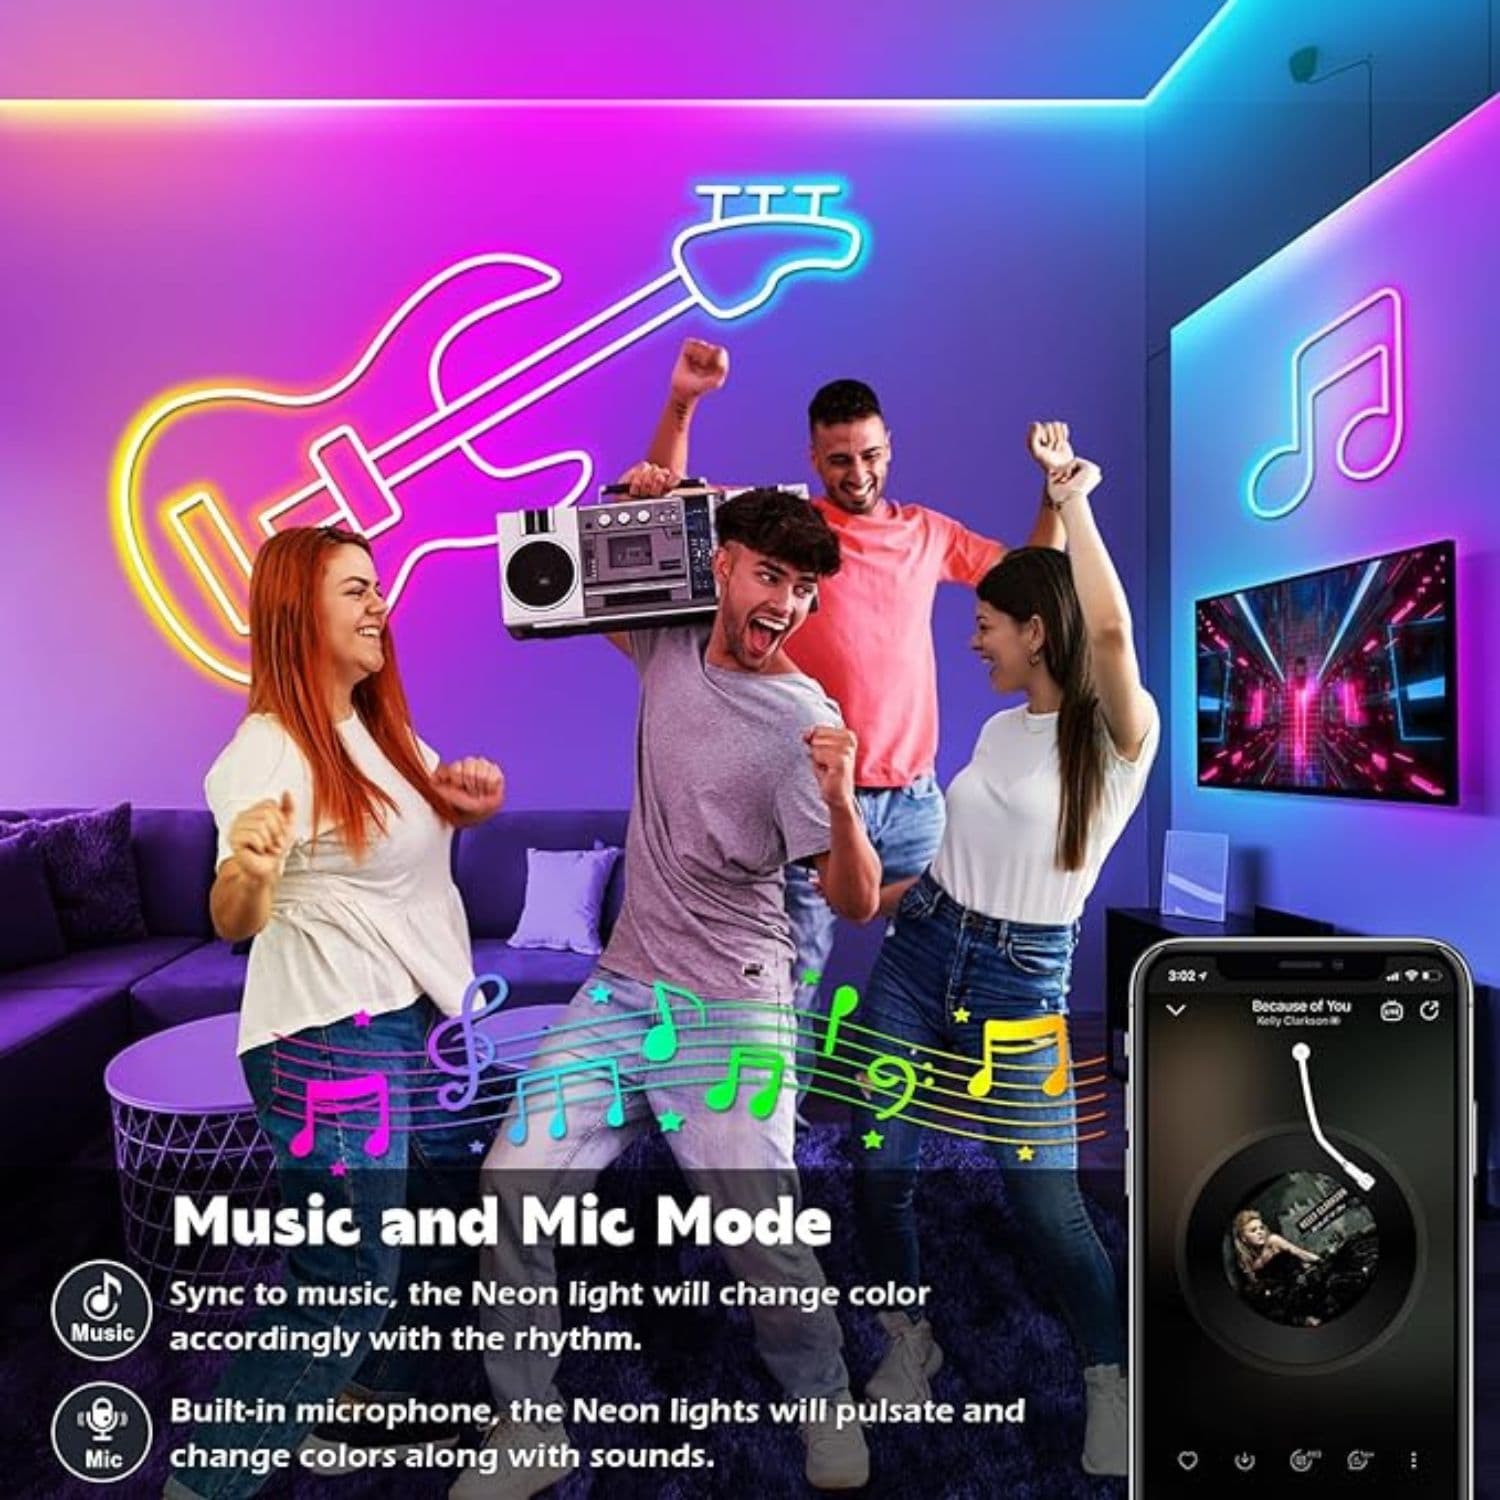 3:02
Because of You
Kelly Clarkson
Music and Mic Mode
Music
Sync to music, the Neon light will change color
accordingly with the rhythm.
Mic
Built-in microphone, the Neon lights will pulsate and
change colors along with sounds.
KELLY CLARKSON